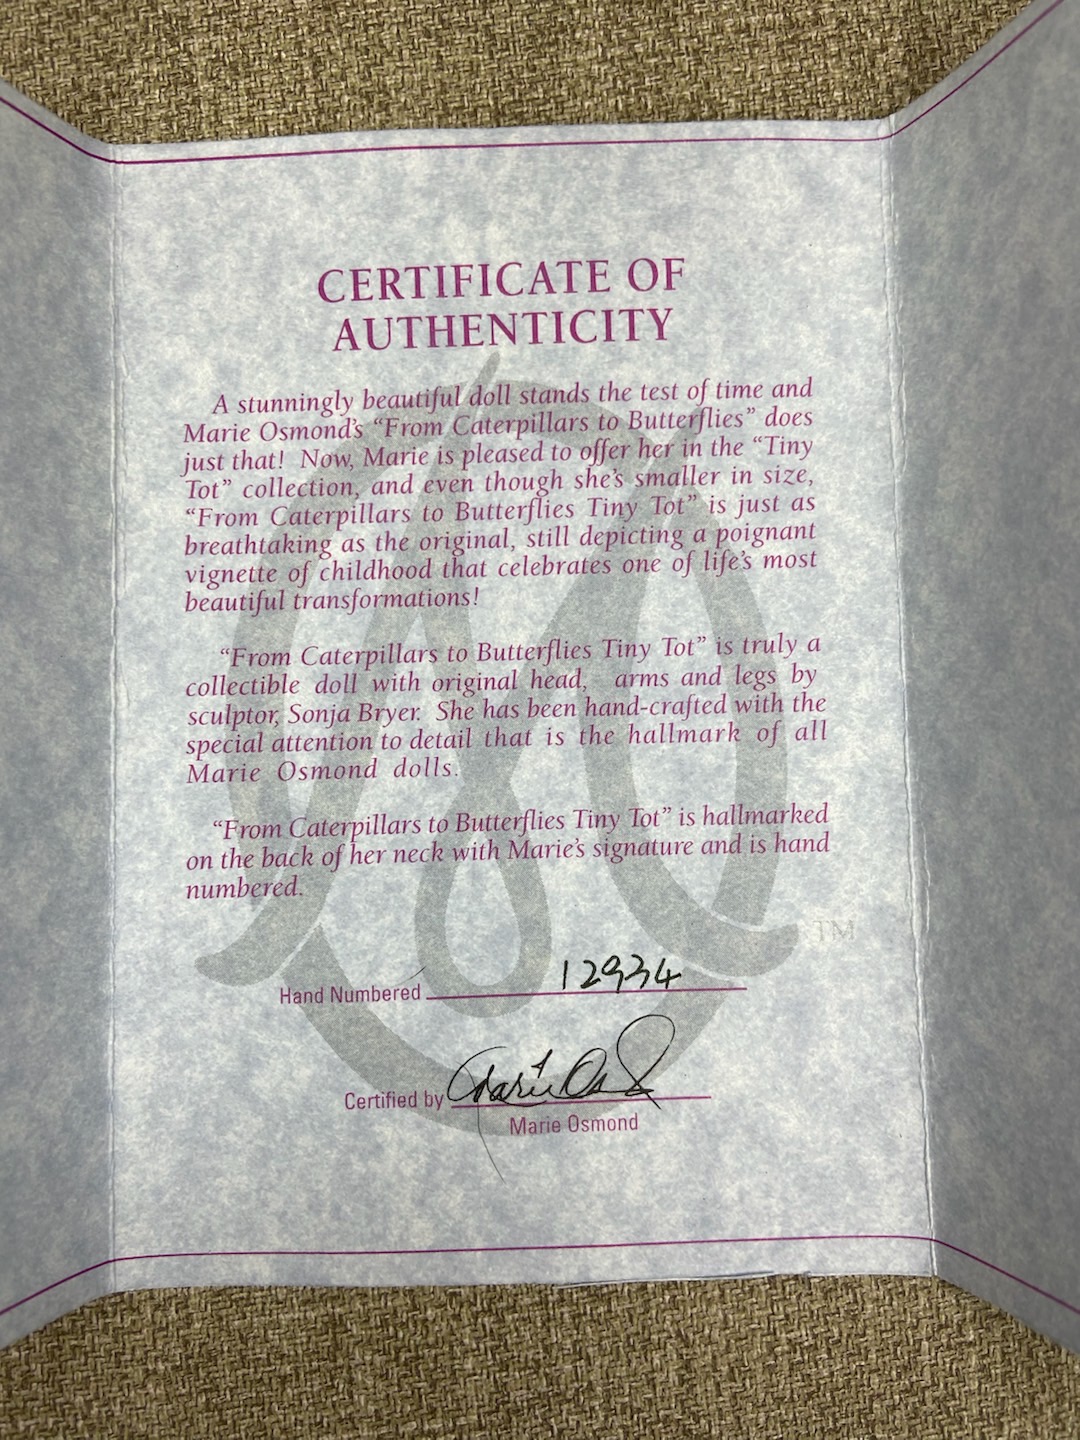 CERTIFICATE OF
AUTHENTICITY
A stunningly beautiful doll stands the test of time and
Marie Osmond's "From Caterpillars to Butterflies" does
just that! Now, Marie is pleased to offer her in the "Tiny
Tot" collection, and even though she's smaller in size,
"From Caterpillars to Butterflies Tiny Tot" is just as
breathtaking as the original, still depicting a poignant
vignette of childhood that celebrates one of life's most
beautiful transformations!
"From Caterpillars to Butterflies Tiny Tot" is truly a
collectible doll with original head, arms and legs by
sculptor, Sonja Bryer. She has been hand-crafted with the
special attention to detail that is the hallmark of all
Marie Osmond dolls.
"From Caterpillars to Butterflies Tiny Tot" is hallmarked
on the back of her neck with Marie's signature and is hand
numbered.
TM
Hand Numbered 12934
Certified by Marie Osmond
Marie Osmond